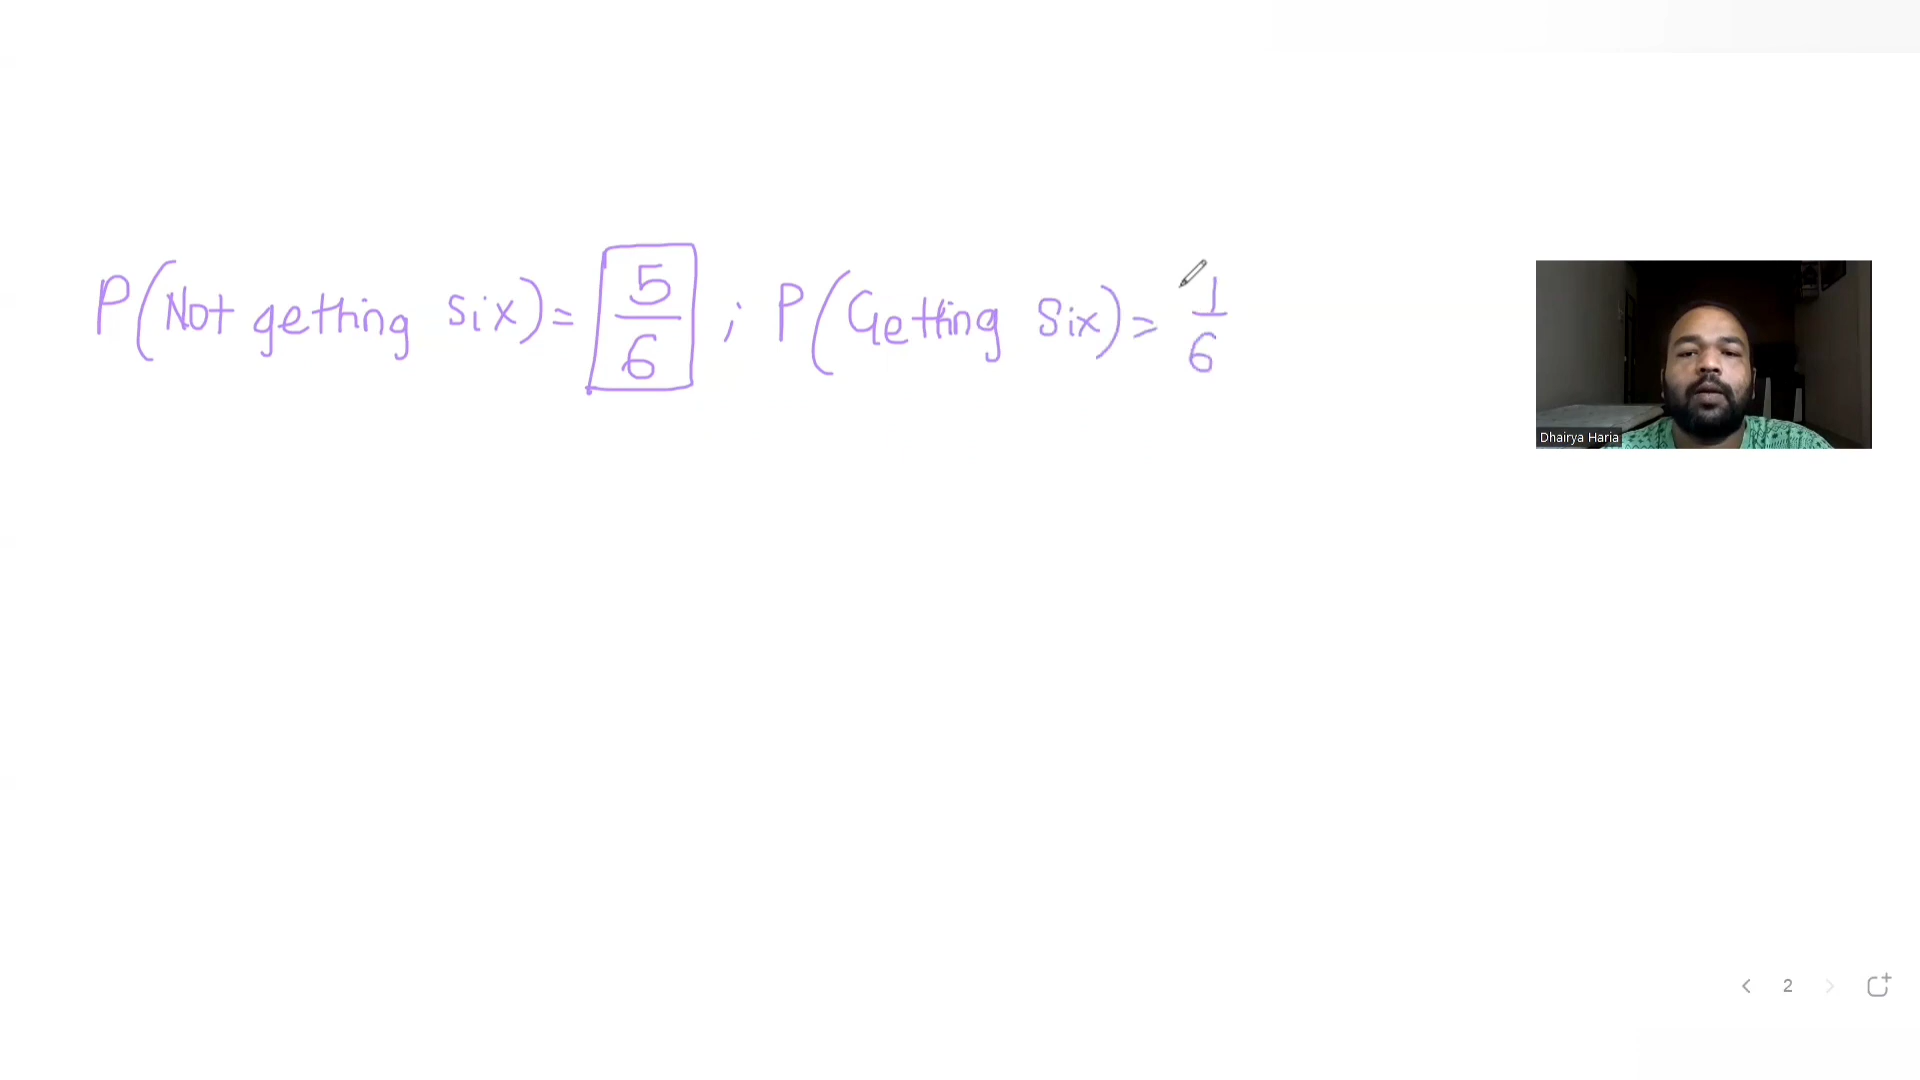 P(Not getting six) = 5/6 ; P(Getting Six) = 1/6
Dhairya Haria
2